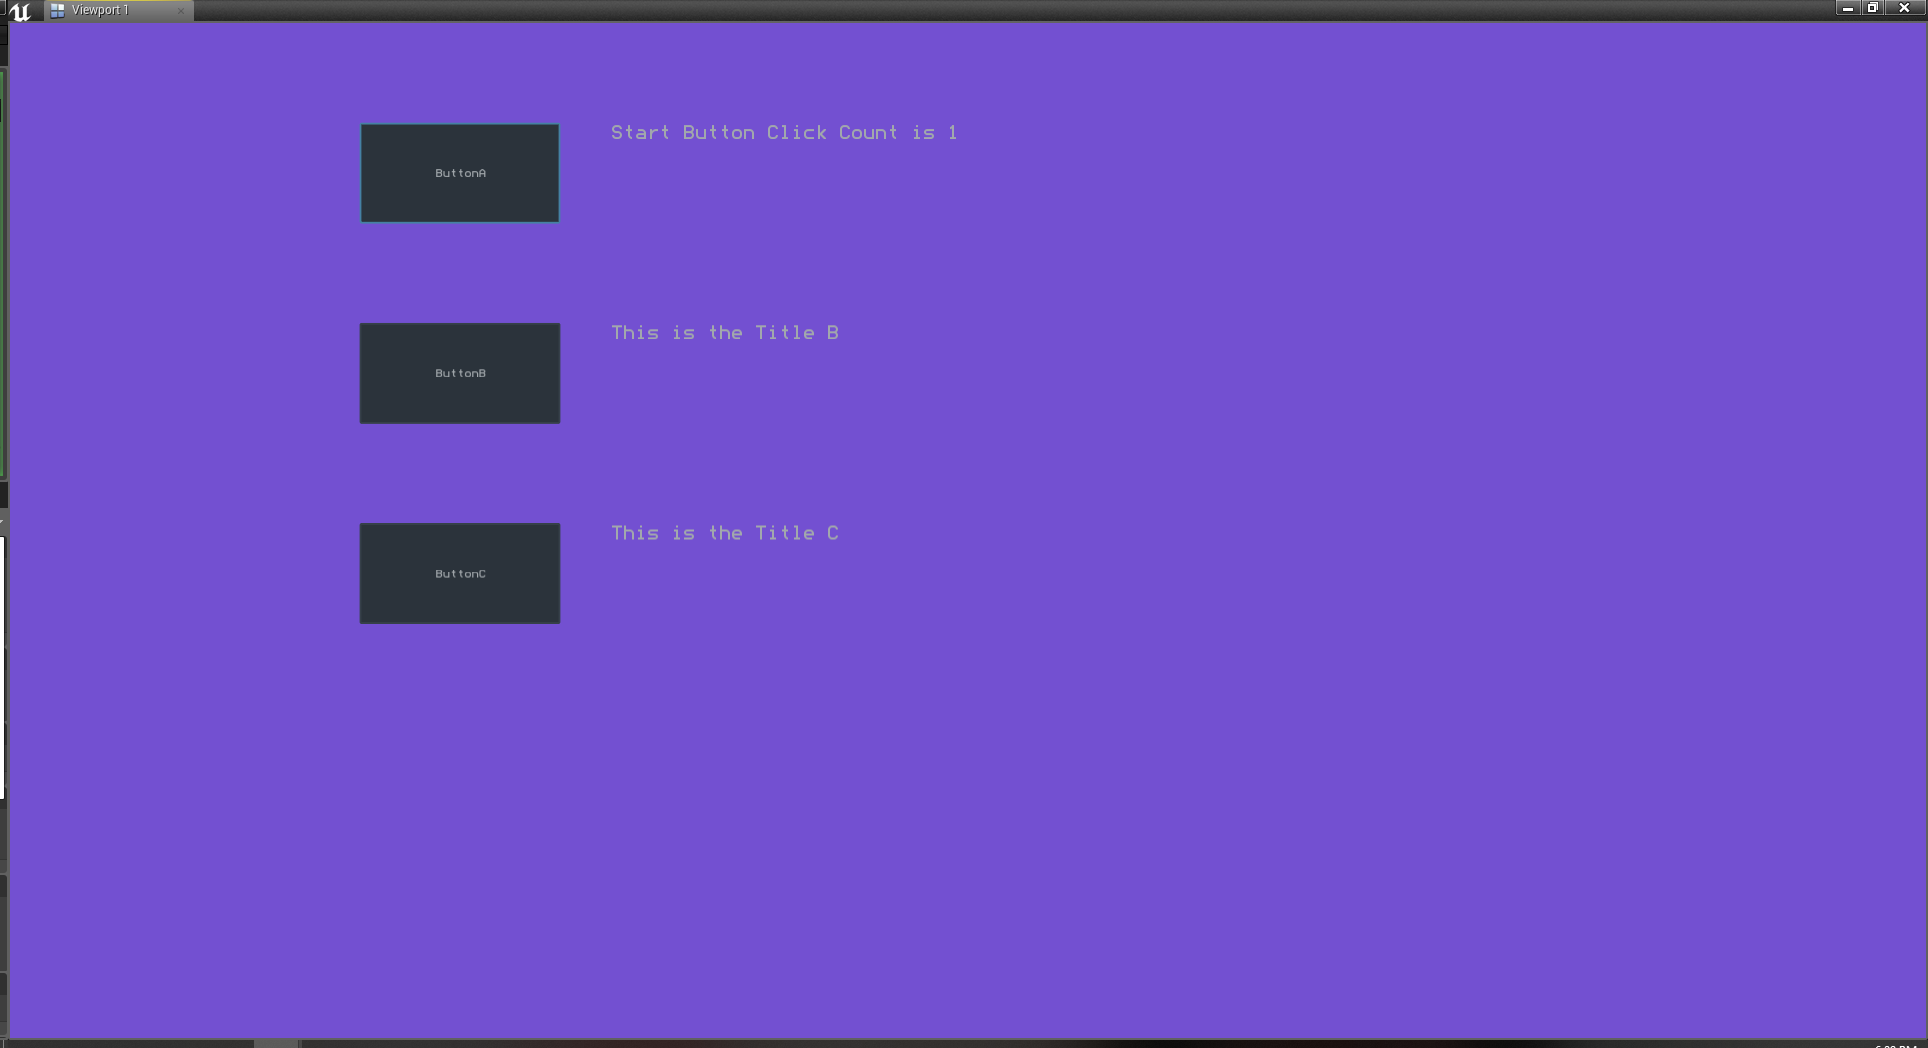 Viewport 1
Start Button Click Count is 1
ButtonA
This is the Title B
ButtonB
This is the Title C
ButtonC